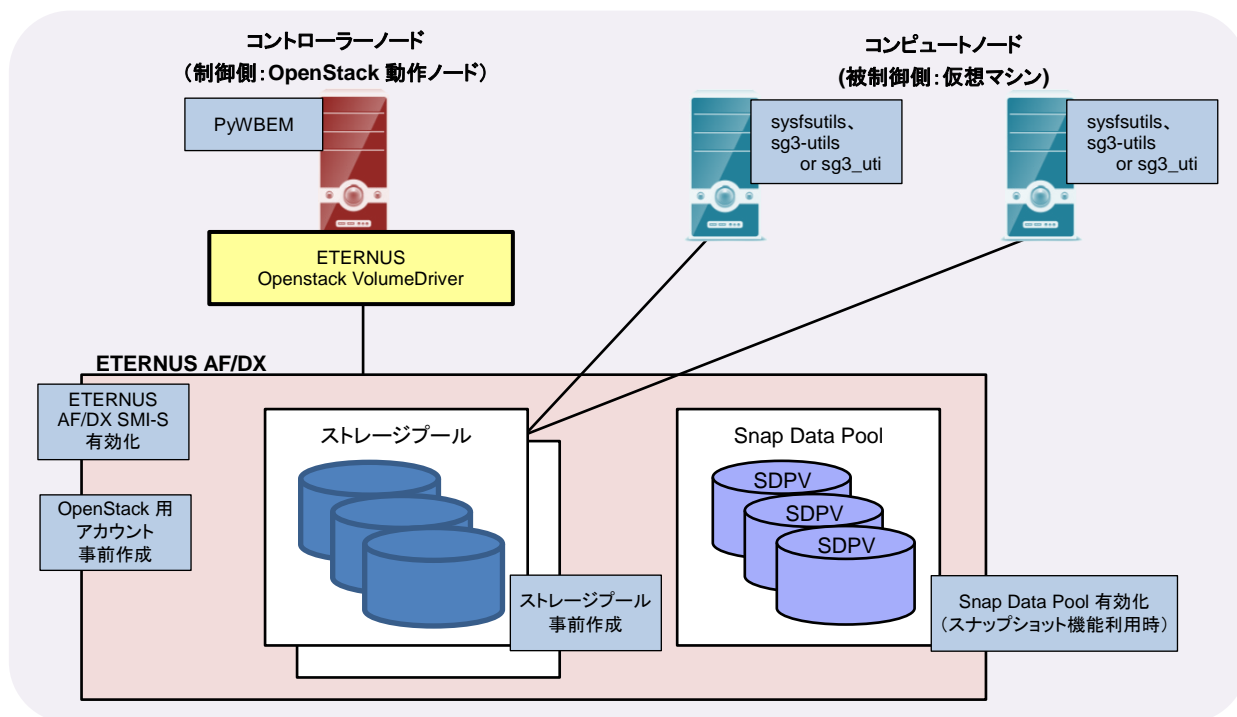 コントローラーノード
（制御側：OpenStack 動作ノード）
コンピュートノード
(被制御側：仮想マシン)
PyWBEM
sysfsutils、
sg3-utils
or sg3_uti
sysfsutils、
sg3-utils
or sg3_uti
ETERNUS
Openstack VolumeDriver
ETERNUS AF/DX
ETERNUS
AF/DX SMI-S
有効化
OpenStack 用
アカウント
事前作成
ストレージプール
ストレージプール
事前作成
Snap Data Pool
SDPV
SDPV
SDPV
Snap Data Pool 有効化
（スナップショット機能利用時）